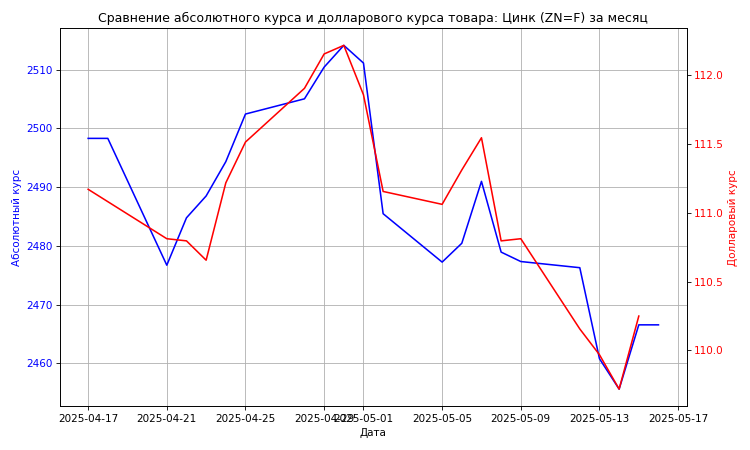 Сравнение абсолютного курса и долларового курса товара: Цинк (ZN=F) за месяц
Абсолютный курс
2510
2500
2490
2480
2470
2460
112.0
111.5
111.0
110.5
110.0
Долларовый курс
2025-04-17 2025-04-21 2025-04-25 2025-04-29 2025-05-01 2025-05-05 2025-05-09 2025-05-13 2025-05-17
Дата